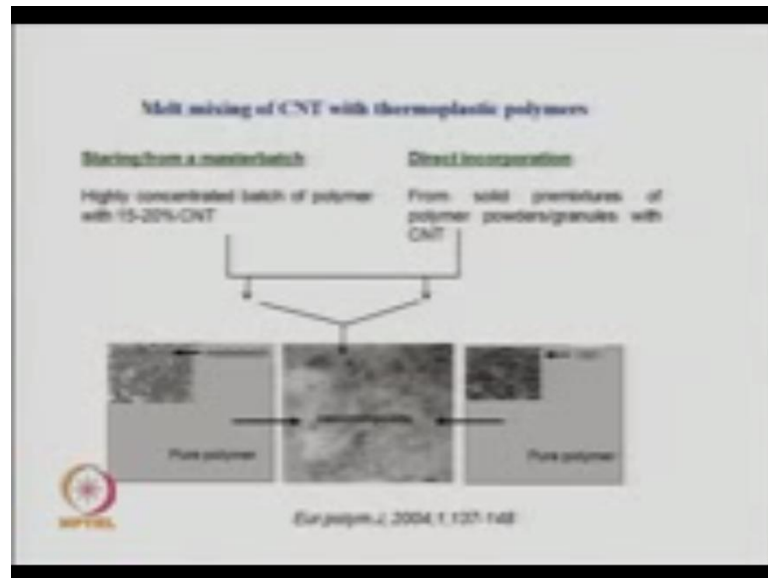 Melt mixing of CNT with thermoplastic polymers
Staring from a masterbatch
Highly concentrated batch of polymer
with 15-20% CNT
Direct incorporation
From solid premixtures of
polymer powders/granules with
CNT
Pure polymer
Pure polymer
NPTEL
Eur.polym.J, 2004,1,137-148